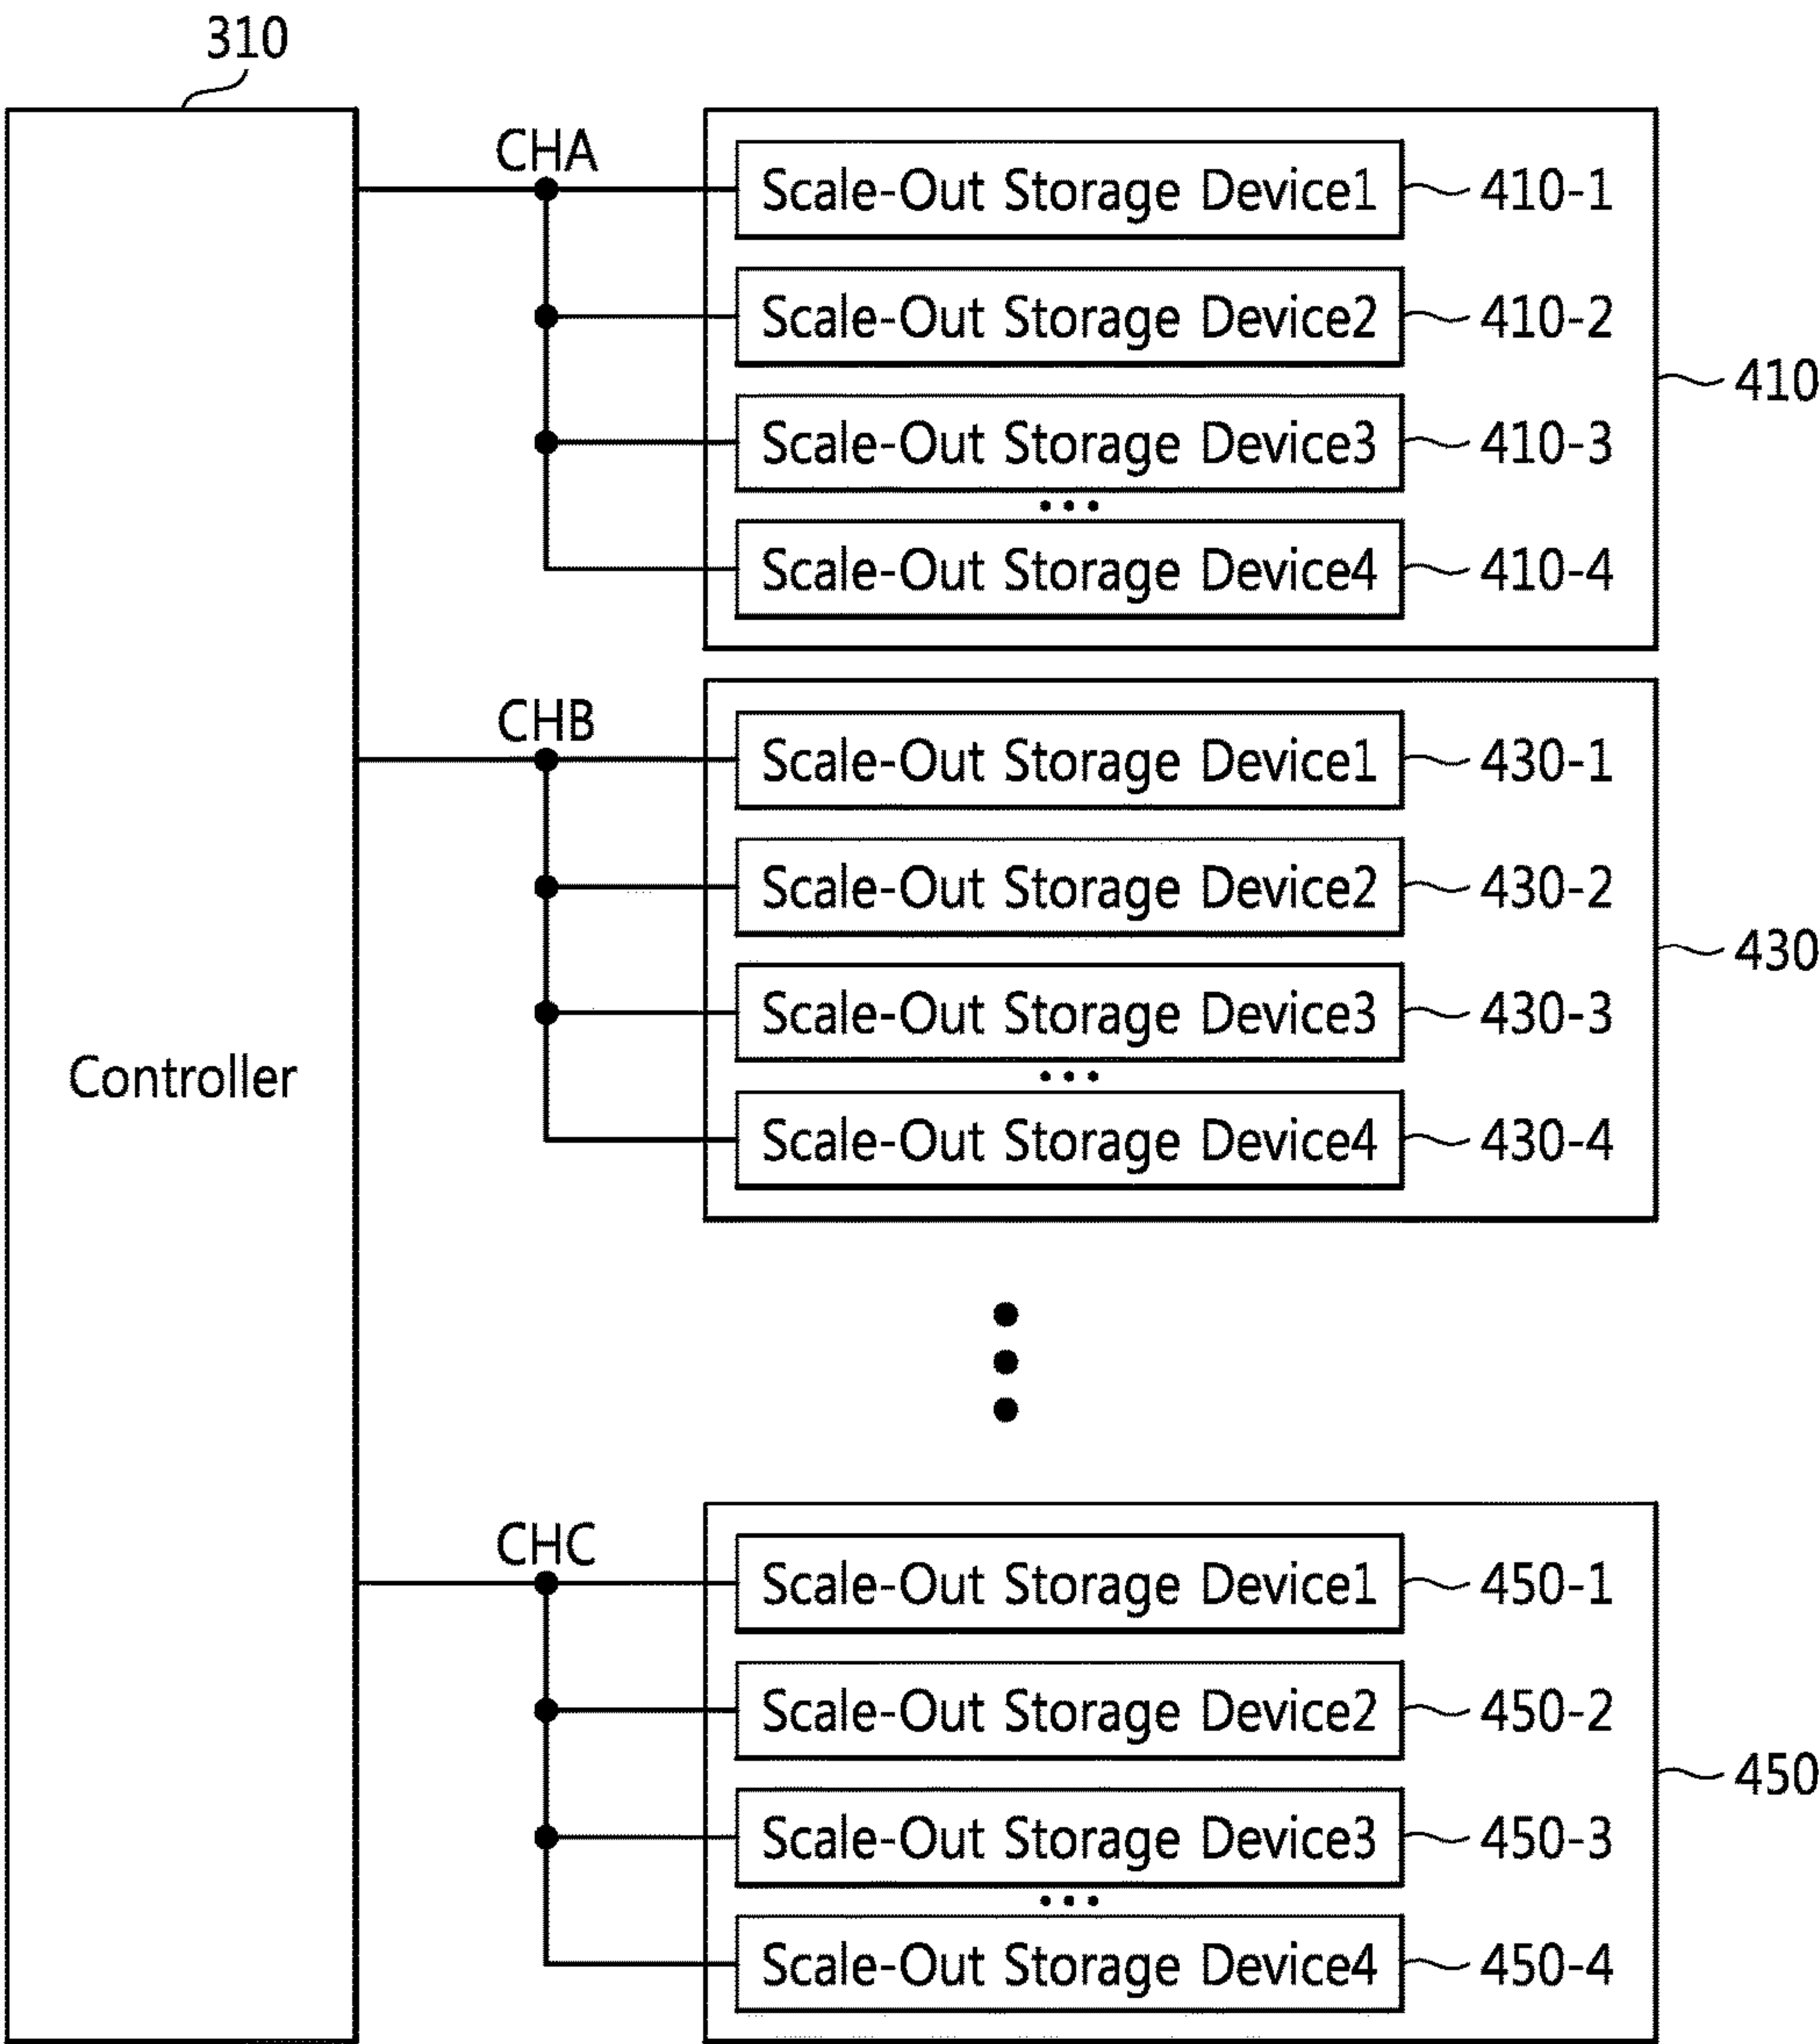 310
CHA
Scale-Out Storage Device1 410-1
Scale-Out Storage Device2 410-2
410
Scale-Out Storage Device3 410-3
...
Scale-Out Storage Device4 410-4
CHB
Scale-Out Storage Device1 430-1
Scale-Out Storage Device2 430-2
430
Scale-Out Storage Device3 430-3
Controller
...
Scale-Out Storage Device4 430-4
CHC
Scale-Out Storage Device1 450-1
Scale-Out Storage Device2 450-2
450
Scale-Out Storage Device3 450-3
...
Scale-Out Storage Device4 450-4